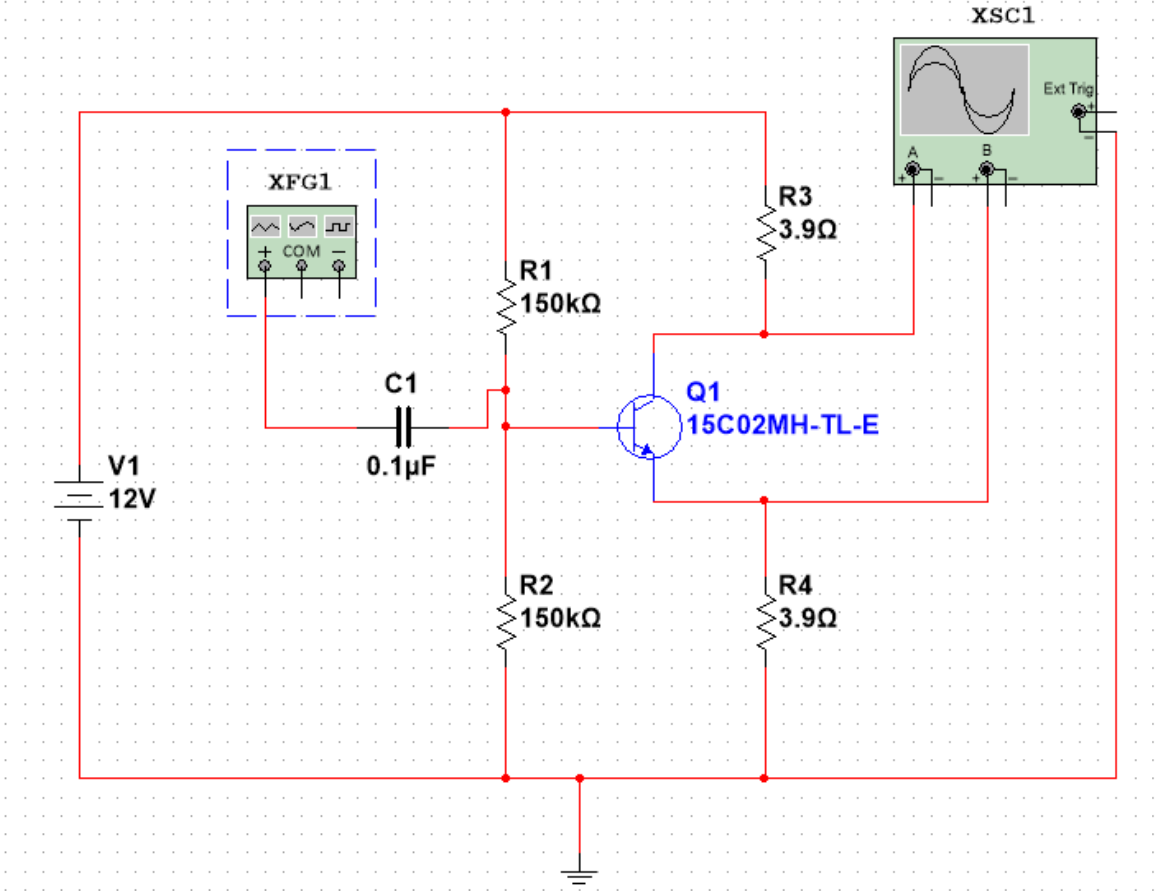 XSC1
Ext Trig
+
−
A
B
+ − + −
XFG1
+ COM −
R3
3.9Ω
R1
150kΩ
C1
0.1µF
Q1
15C02MH-TL-E
V1
12V
R2
150kΩ
R4
3.9Ω